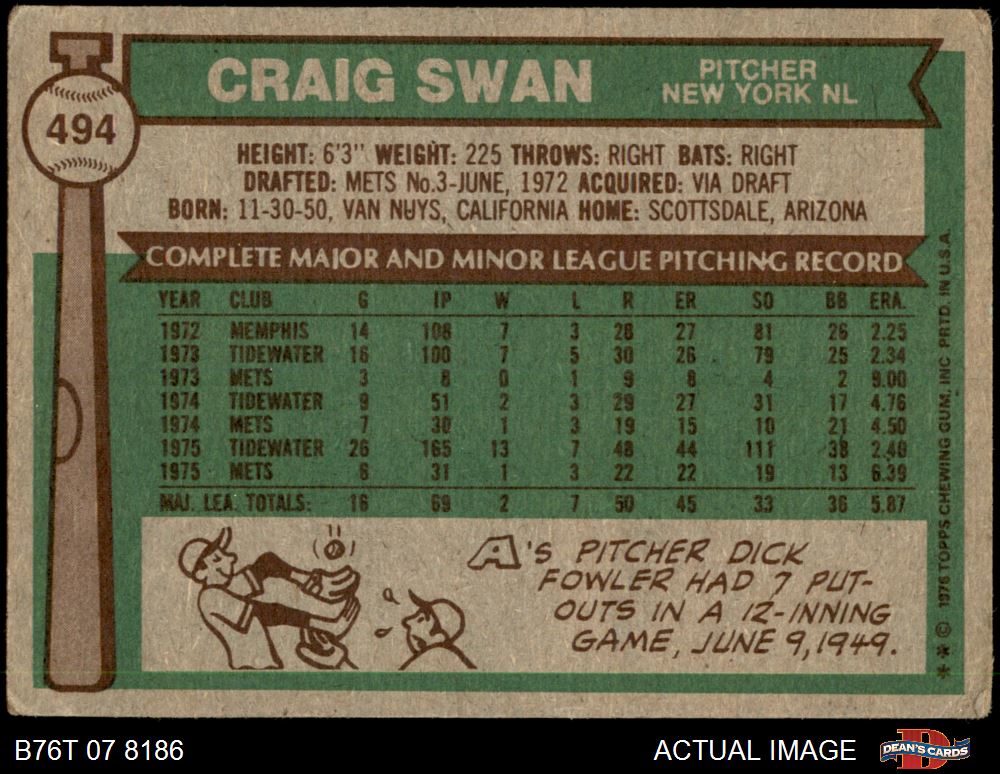 494
CRAIG SWAN
PITCHER
NEW YORK NL
HEIGHT: 6'3" WEIGHT: 225 THROWS: RIGHT BATS: RIGHT
DRAFTED: METS No.3-JUNE, 1972 ACQUIRED: VIA DRAFT
BORN: 11-30-50, VAN NUYS, CALIFORNIA HOME: SCOTTSDALE, ARIZONA
COMPLETE MAJOR AND MINOR LEAGUE PITCHING RECORD
YEAR CLUB G IP W L R ER SO BB ERA.
1972 MEMPHIS 14 108 7 3 28 27 81 26 2.25
1973 TIDEWATER 16 100 7 5 30 26 79 25 2.34
1973 METS 3 8 0 1 9 8 4 2 9.00
1974 TIDEWATER 9 51 2 3 29 27 31 17 4.76
1974 METS 7 30 1 3 19 15 10 21 4.50
1975 TIDEWATER 26 165 13 7 48 44 111 38 2.40
1975 METS 6 31 1 3 22 22 19 13 6.39
MAJ. LEA. TOTALS: 16 69 2 7 50 45 33 36 5.87
A'S PITCHER DICK
FOWLER HAD 7 PUT-
OUTS IN A 12-INNING
GAME, JUNE 9, 1949.
** © 1976 TOPPS CHEWING GUM, INC. PRTD. IN U.S.A.
B76T 07 8186
ACTUAL IMAGE
DEAN'S CARDS